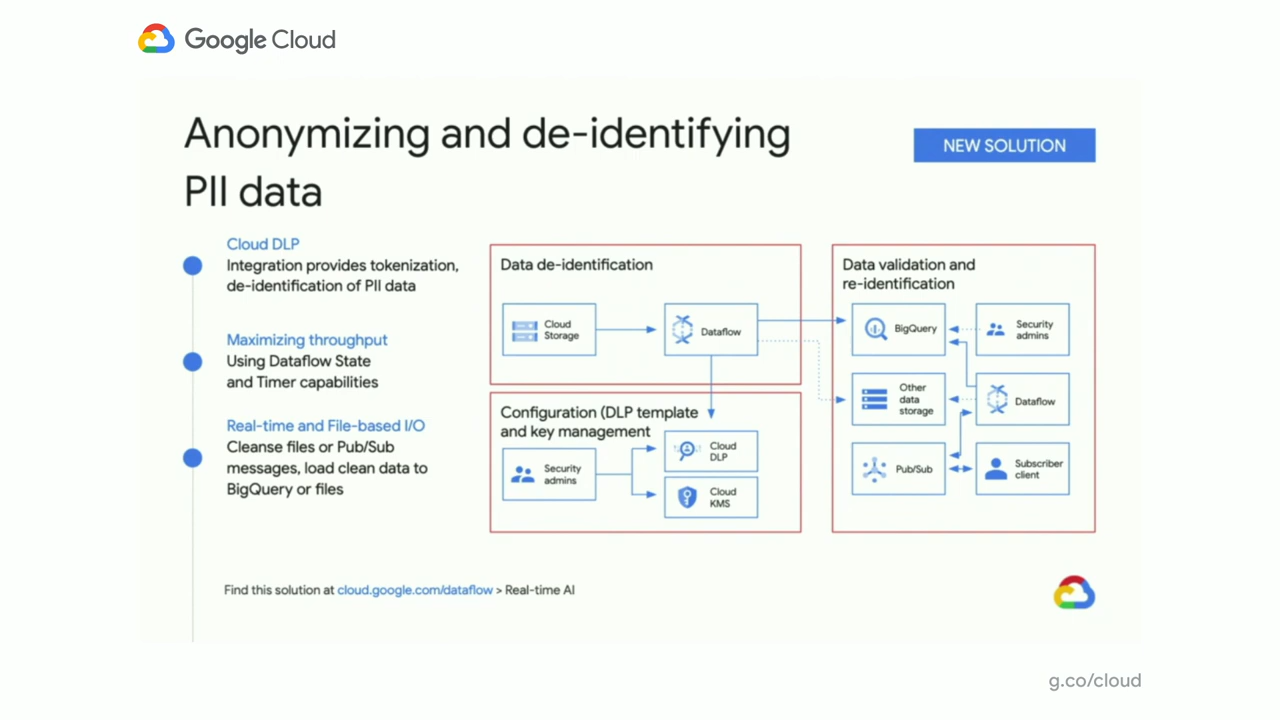 Google Cloud
Anonymizing and de-identifying
PII data
NEW SOLUTION
Cloud DLP
Integration provides tokenization,
de-identification of PII data
Maximizing throughput
Using Dataflow State
and Timer capabilities
Real-time and File-based I/O
Cleanse files or Pub/Sub
messages, load clean data to
BigQuery or files
Data de-identification
Cloud
Storage
Dataflow
Configuration (DLP template
and key management
Security
admins
Cloud
DLP
Cloud
KMS
Data validation and
re-identification
BigQuery
Security
admins
Other
data
storage
Dataflow
Pub/Sub
Subscriber
client
Find this solution at cloud.google.com/dataflow > Real-time AI
g.co/cloud